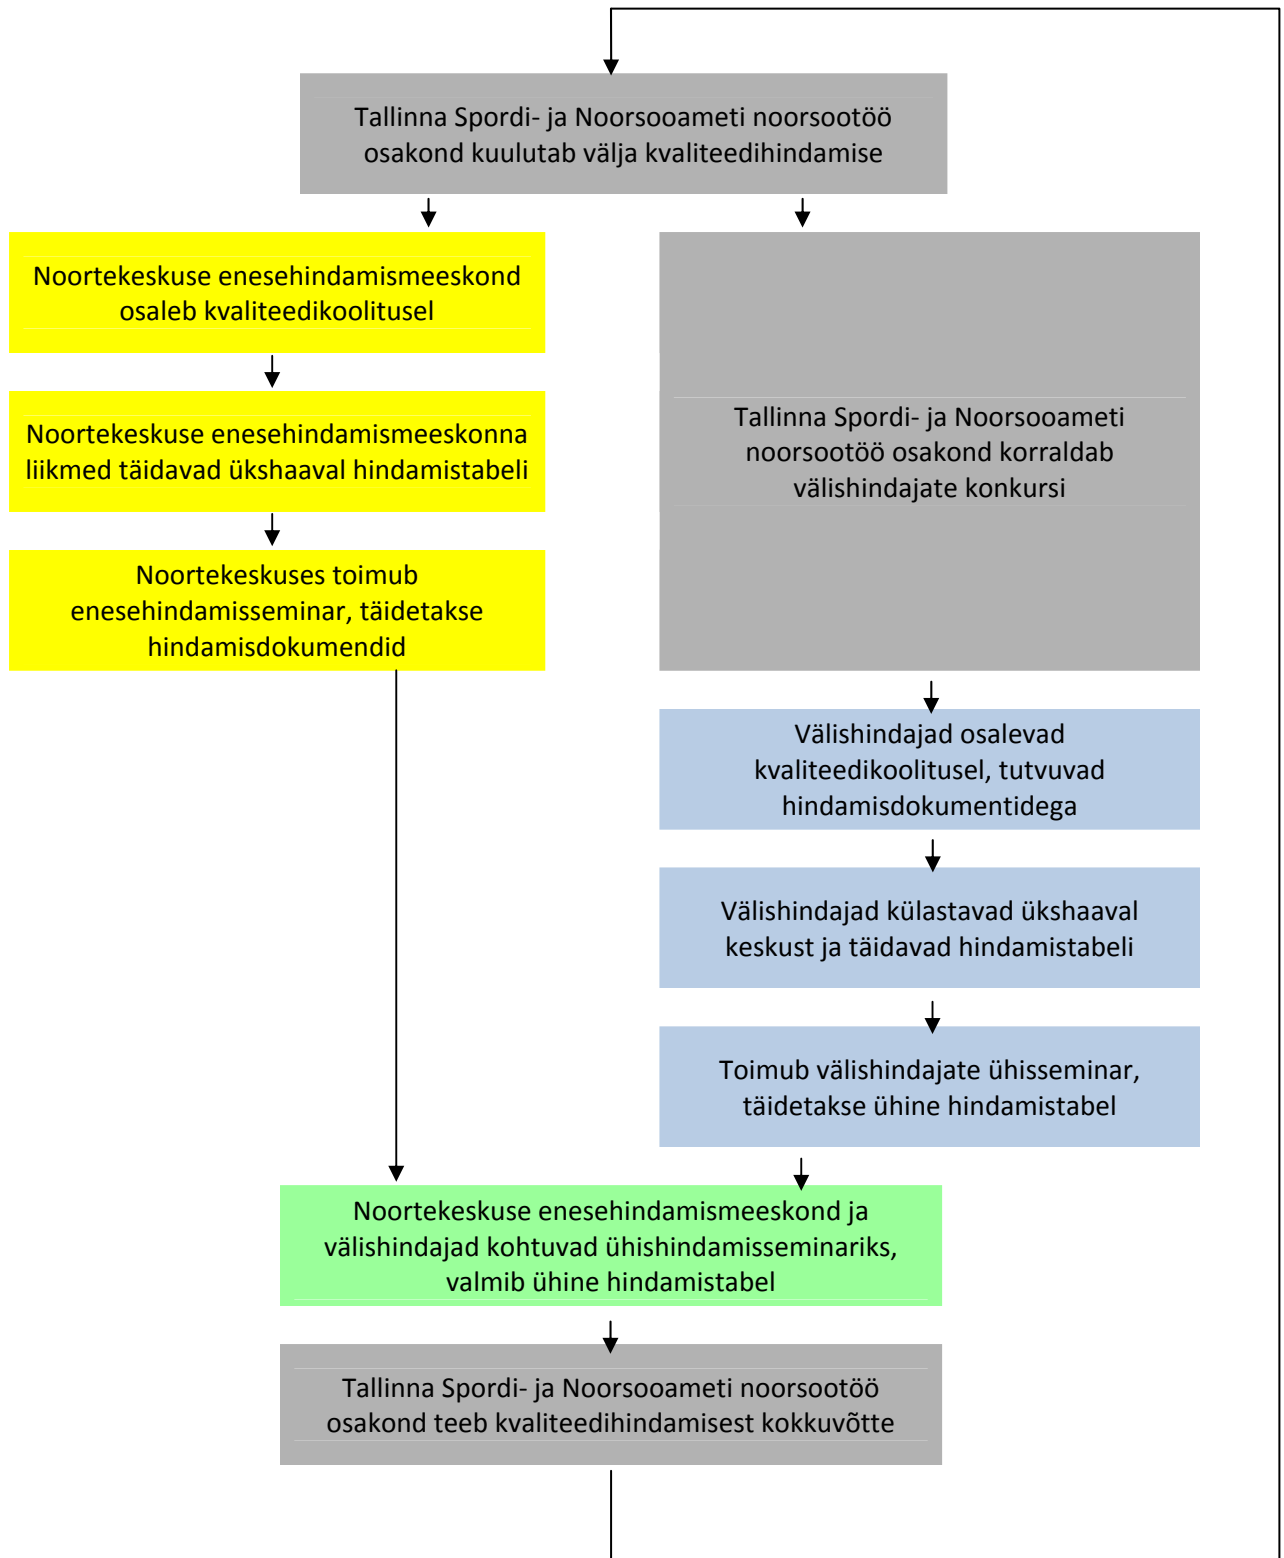 Tallinna Spordi- ja Noorsooameti noorsootöö
osakond kuulutab välja kvaliteedihindamise
Noortekeskuse enesehindamismeeskond
osaleb kvaliteedikoolitusel
Noortekeskuse enesehindamismeeskonna
liikmed täidavad ükshaaval hindamistabeli
Noortekeskuses toimub
enesehindamisseminar, täidetakse
hindamisdokumendid
Tallinna Spordi- ja Noorsooameti
noorsootöö osakond korraldab
välishindajate konkursi
Välishindajad osalevad
kvaliteedikoolitusel, tutvuvad
hindamisdokumentidega
Välishindajad külastavad ükshaaval
keskust ja täidavad hindamistabeli
Toimub välishindajate ühisseminar,
täidetakse ühine hindamistabel
Noortekeskuse enesehindamismeeskond ja
välishindajad kohtuvad ühishindamisseminariks,
valmib ühine hindamistabel
Tallinna Spordi- ja Noorsooameti noorsootöö
osakond teeb kvaliteedihindamisest kokkuvõtte